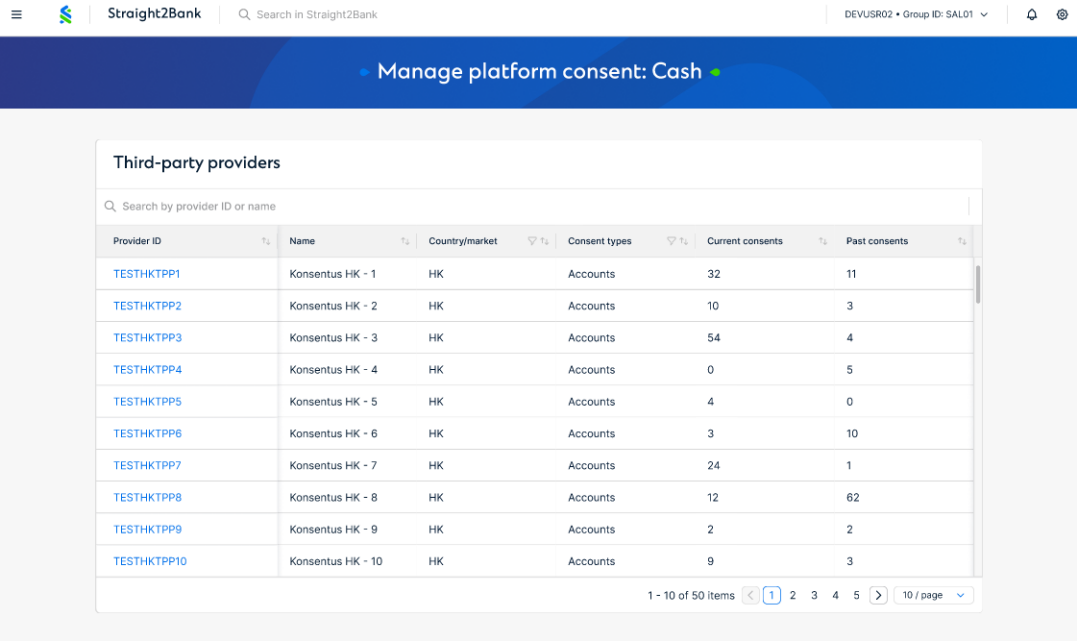 Straight2Bank Search in Straight2Bank DEVUSR02 • Group ID: SAL01
Manage platform consent: Cash
Third-party providers
Search by provider ID or name
Provider ID Name Country/market Consent types Current consents Past consents
TESTHKTPP1 Konsentus HK - 1 HK Accounts 32 11
TESTHKTPP2 Konsentus HK - 2 HK Accounts 10 3
TESTHKTPP3 Konsentus HK - 3 HK Accounts 54 4
TESTHKTPP4 Konsentus HK - 4 HK Accounts 0 5
TESTHKTPP5 Konsentus HK - 5 HK Accounts 4 0
TESTHKTPP6 Konsentus HK - 6 HK Accounts 3 10
TESTHKTPP7 Konsentus HK - 7 HK Accounts 24 1
TESTHKTPP8 Konsentus HK - 8 HK Accounts 12 62
TESTHKTPP9 Konsentus HK - 9 HK Accounts 2 2
TESTHKTPP10 Konsentus HK - 10 HK Accounts 9 3
1 - 10 of 50 items 1 2 3 4 5 10 / page